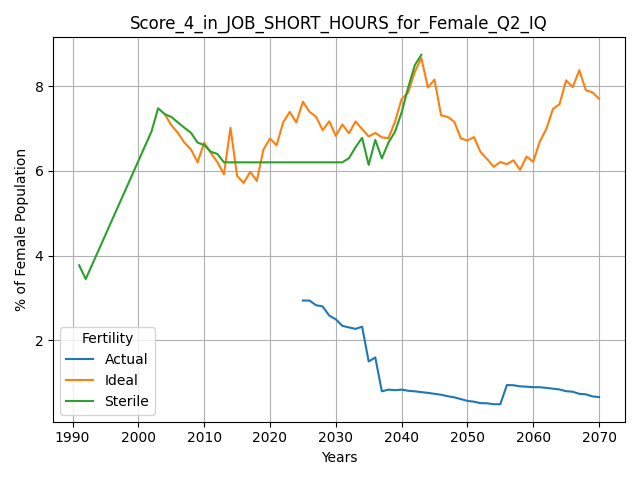 Score_4_in_JOB_SHORT_HOURS_for_Female_Q2_IQ
% of Female Population
8
6
4
2
Fertility
Actual
Ideal
Sterile
1990 2000 2010 2020 2030 2040 2050 2060 2070
Years